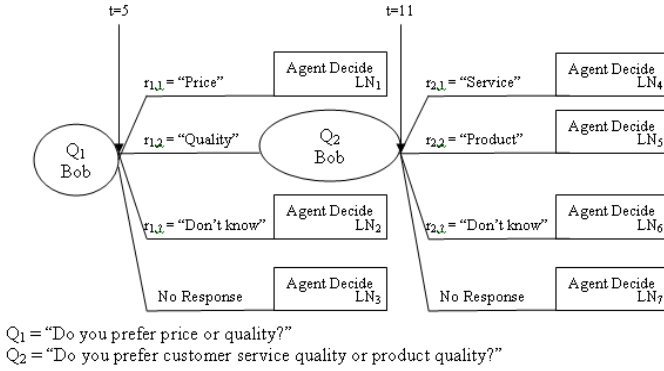 t=5
t=11
Q1
Bob
r1,1 = “Price”
Agent Decide
LN1
r1,2 = “Quality”
r1,2 = “Don’t know”
Agent Decide
LN2
No Response
Agent Decide
LN3
Q2
Bob
r2,1 = “Service”
Agent Decide
LN4
r2,2 = “Product”
Agent Decide
LN5
r2,2 = “Don’t know”
Agent Decide
LN6
No Response
Agent Decide
LN7
Q1 = “Do you prefer price or quality?”
Q2 = “Do you prefer customer service quality or product quality?”